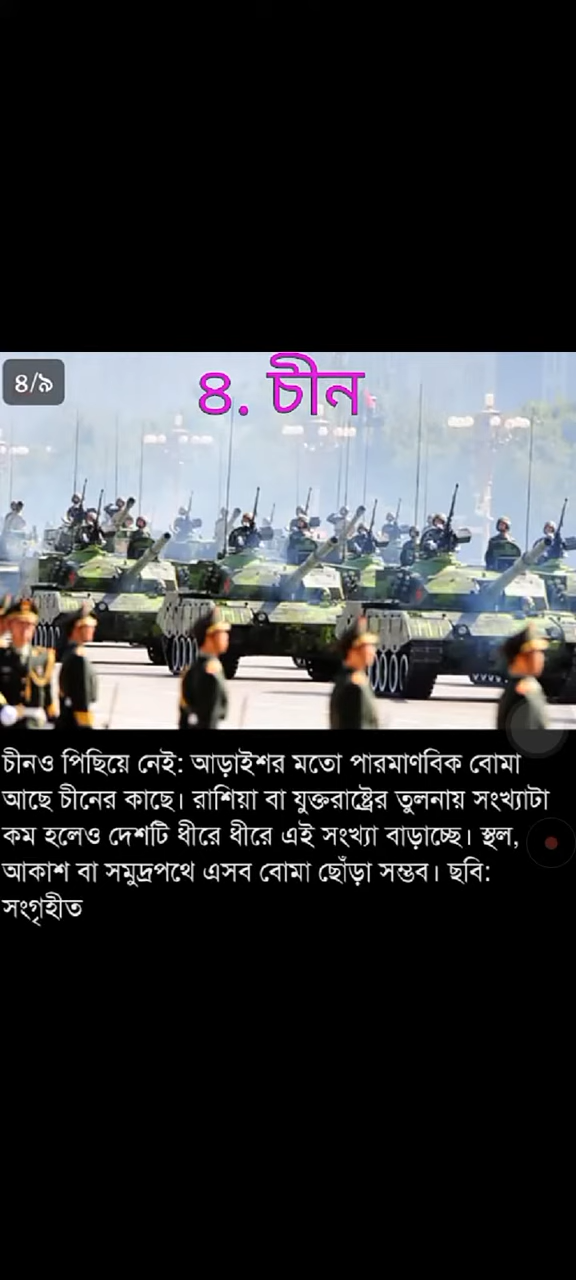 ৪/৯
৪. চীন
চীনও পিছিয়ে নেই: আড়াইশর মতো পারমাণবিক বোমা
আছে চীনের কাছে। রাশিয়া বা যুক্তরাষ্ট্রের তুলনায় সংখ্যাটা
কম হলেও দেশটি ধীরে ধীরে এই সংখ্যা বাড়াচ্ছে। স্থল,
আকাশ বা সমুদ্রপথে এসব বোমা ছোঁড়া সম্ভব। ছবি:
সংগৃহীত